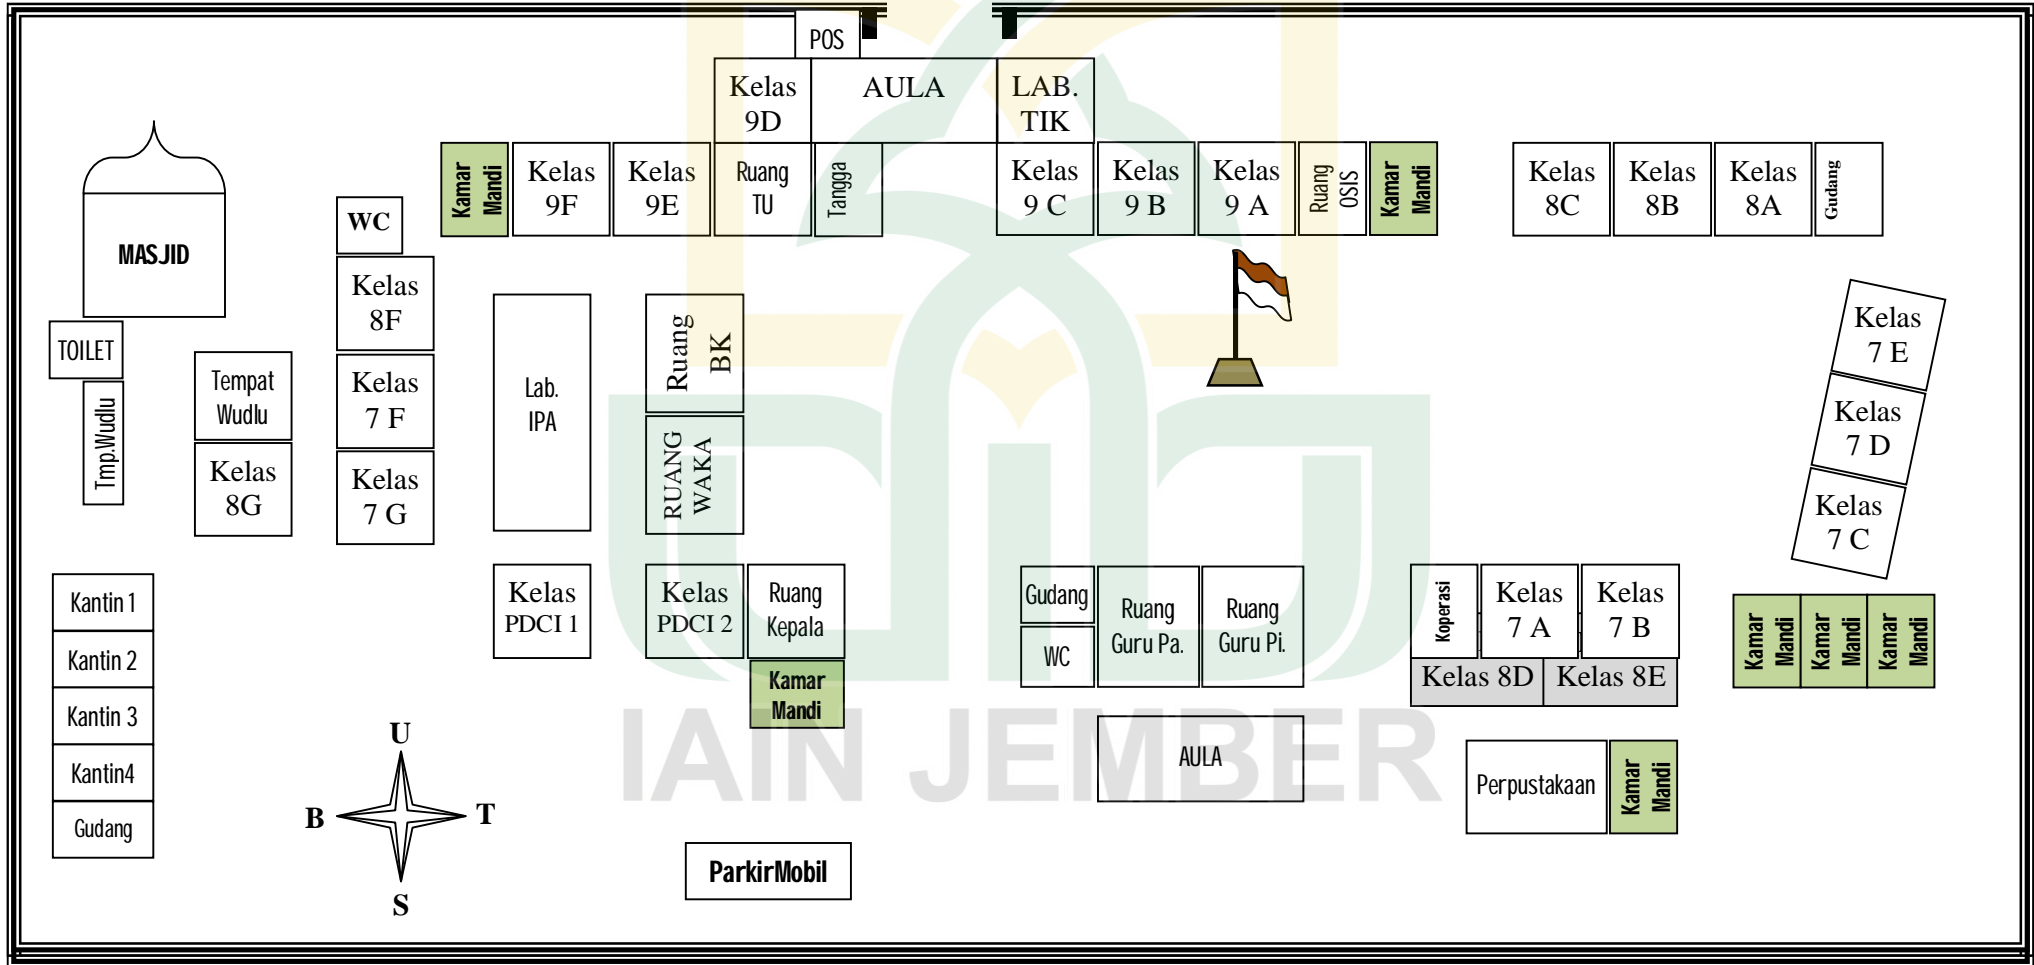 POS
Kelas
9D
AULA
LAB.
TIK
Kamar
Mandi
Kelas
9F
Kelas
9E
Ruang
TU
Tangga
Kelas
9 C
Kelas
9 B
Kelas
9 A
Ruang
OSIS
Kamar
Mandi
Kelas
8C
Kelas
8B
Kelas
8A
Gudang
MASJID
WC
Kelas
8F
Kelas
7 F
Kelas
7 G
TOILET
Tmp.Wudlu
Tempat
Wudlu
Kelas
8G
Lab.
IPA
Ruang
BK
RUANG
WAKA
Kelas
7 E
Kelas
7 D
Kelas
7 C
Kantin 1
Kantin 2
Kantin 3
Kantin4
Gudang
Kelas
PDCI 1
Kelas
PDCI 2
Ruang
Kepala
Kamar
Mandi
Gudang
WC
Ruang
Guru Pa.
Ruang
Guru Pi.
Koperasi
Kelas
7 A
Kelas
7 B
Kelas 8D
Kelas 8E
Kamar
Mandi
Kamar
Mandi
Kamar
Mandi
AULA
Perpustakaan
Kamar
Mandi
U
B
T
S
ParkirMobil
IAIN JEMBER